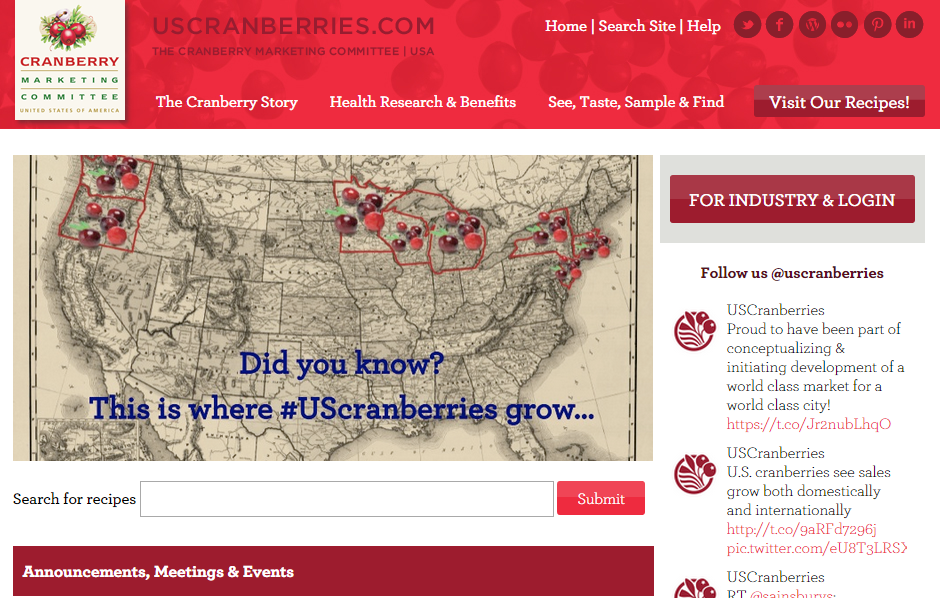 USCRANBERRIES.COM
THE CRANBERRY MARKETING COMMITTEE | USA
Home | Search Site | Help
CRANBERRY
MARKETING
COMMITTEE
UNITED STATES OF AMERICA
The Cranberry Story
Health Research & Benefits
See, Taste, Sample & Find
Visit Our Recipes!
Did you know?
This is where #UScranberries grow...
Search for recipes
Submit
Announcements, Meetings & Events
FOR INDUSTRY & LOGIN
Follow us @uscranberries
USCranberries
Proud to have been part of
conceptualizing &
initiating development of a
world class market for a
world class city!
https://t.co/Jr2nubLhqO
USCranberries
U.S. cranberries see sales
grow both domestically
and internationally
http://t.co/9aRFd7296j
pic.twitter.com/eU8T3LRSX
USCranberries
RT @sainsburys: